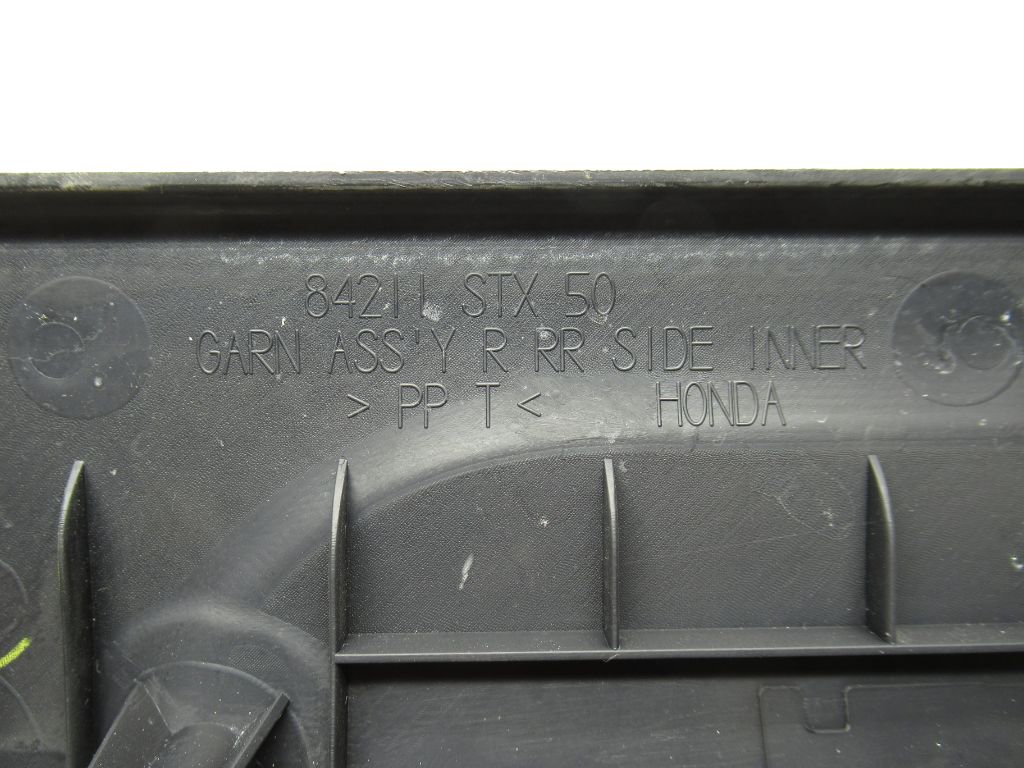 84211 STX 50
GARN ASS'Y R RR SIDE INNER
> PP T < HONDA